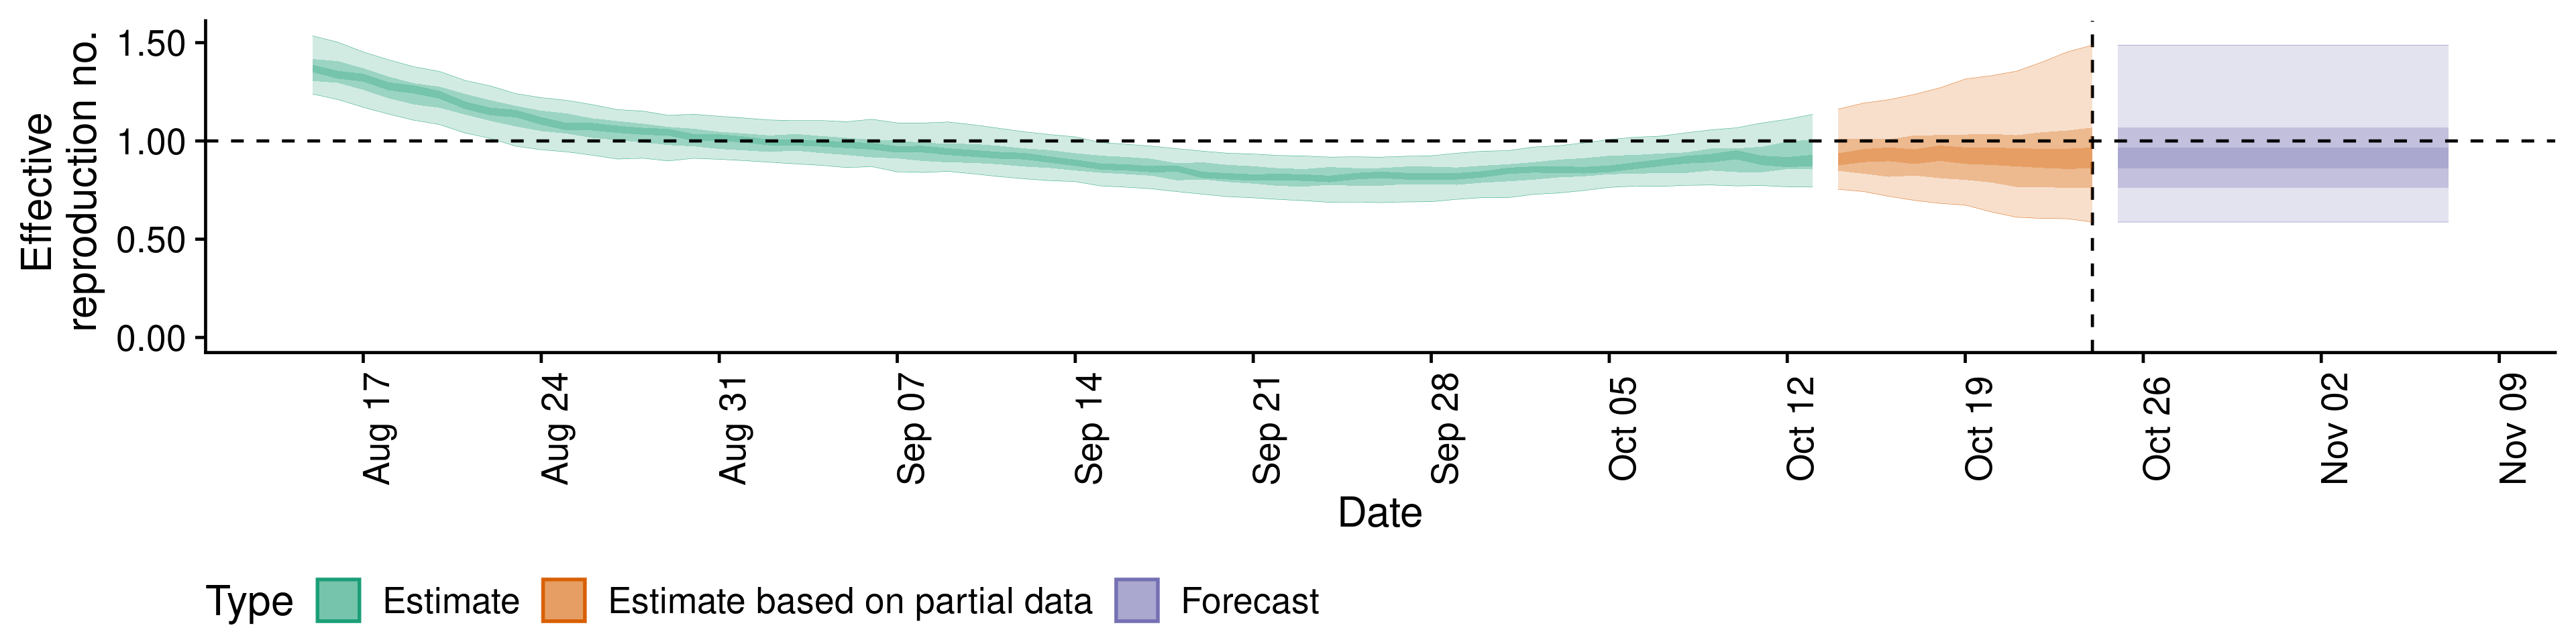 Effective
reproduction no.
1.50
1.00
0.50
0.00
Aug 17
Aug 24
Aug 31
Sep 07
Sep 14
Sep 21
Sep 28
Oct 05
Oct 12
Oct 19
Oct 26
Nov 02
Nov 09
Date
Type Estimate Estimate based on partial data Forecast